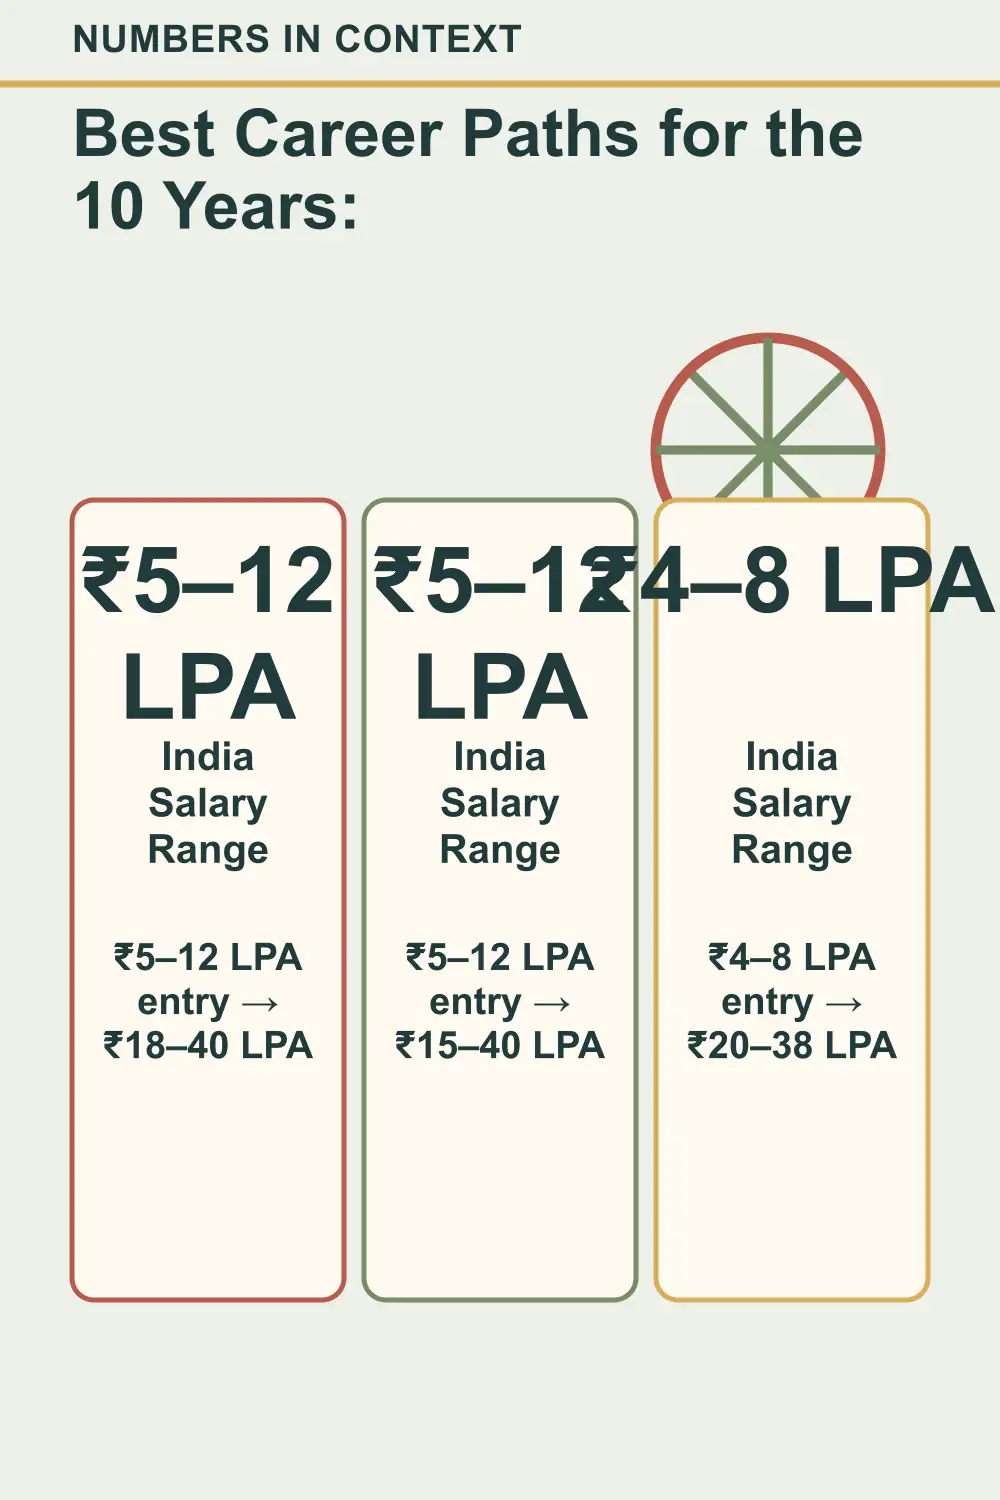 NUMBERS IN CONTEXT
Best Career Paths for the
10 Years:
₹5–12
LPA
India
Salary
Range
₹5–12 LPA
entry →
₹18–40 LPA
₹5–12
LPA
India
Salary
Range
₹5–12 LPA
entry →
₹15–40 LPA
₹4–8 LPA
India
Salary
Range
₹4–8 LPA
entry →
₹20–38 LPA